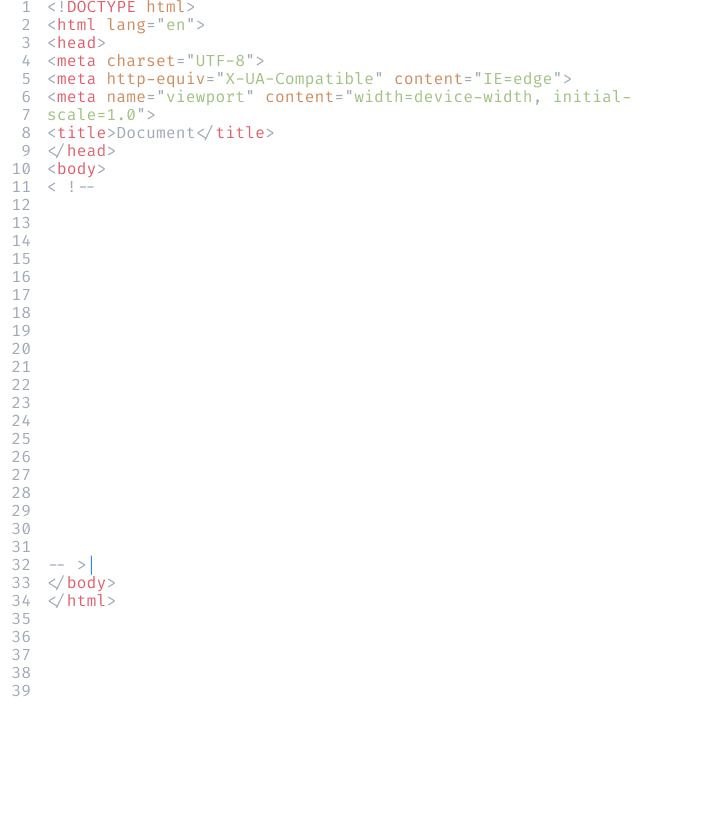 1 <!DOCTYPE html>
2 <html lang="en">
3 <head>
4 <meta charset="UTF-8">
5 <meta http-equiv="X-UA-Compatible" content="IE=edge">
6 <meta name="viewport" content="width=device-width, initial-
7 scale=1.0">
8 <title>Document</title>
9 </head>
10 <body>
11 < !--
12
13
14
15
16
17
18
19
20
21
22
23
24
25
26
27
28
29
30
31
32 -- >
33 </body>
34 </html>
35
36
37
38
39